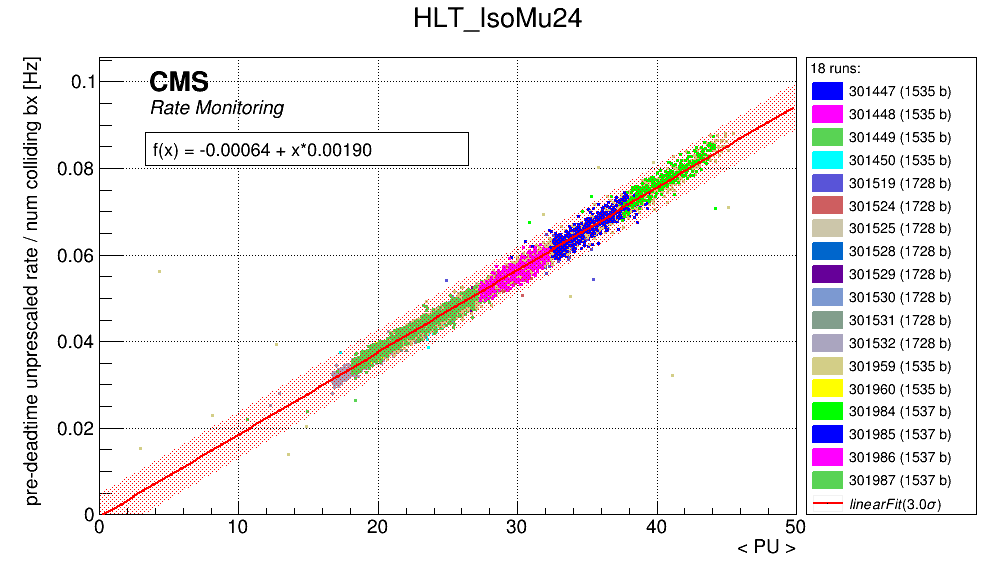 HLT_IsoMu24
pre-deadtime unprescaled rate / num colliding bx [Hz]
0.1
0.08
0.06
0.04
0.02
0
CMS
Rate Monitoring
f(x) = -0.00064 + x*0.00190
0 10 20 30 40 50
< PU >
18 runs:
301447 (1535 b)
301448 (1535 b)
301449 (1535 b)
301450 (1535 b)
301519 (1728 b)
301524 (1728 b)
301525 (1728 b)
301528 (1728 b)
301529 (1728 b)
301530 (1728 b)
301531 (1728 b)
301532 (1728 b)
301959 (1535 b)
301960 (1535 b)
301984 (1537 b)
301985 (1537 b)
301986 (1537 b)
301987 (1537 b)
linearFit(3.0σ)